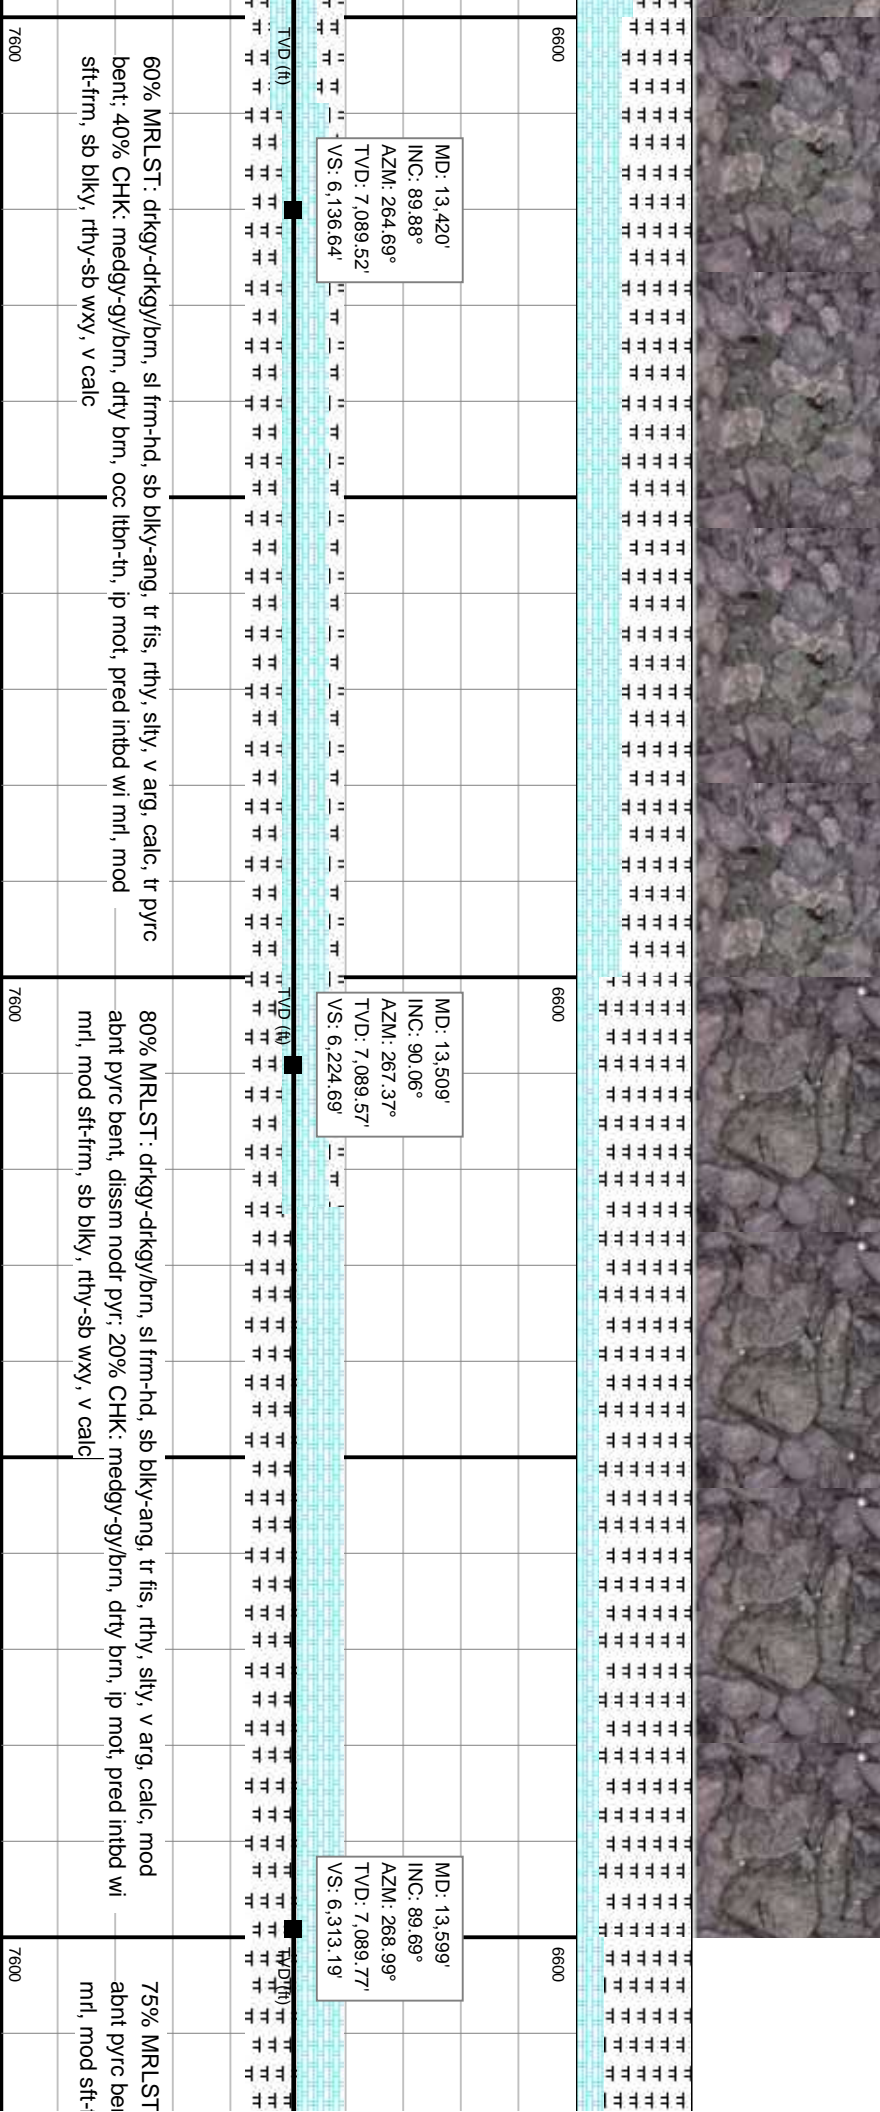 6600
TVD (ft)
7600
MD: 13,420'
INC: 89.88°
AZM: 264.69°
TVD: 7,089.52'
VS: 6,136.64'
60% MRLST: drkgy-drkgy/brn, sl frm-hd, sb blky-ang, tr fis, rthy, slty, v arg, calc, tr pyrc
bent; 40% CHK: medgy-gy/brn, drty brn, occ ltbn-tn, ip mot, pred intbd wi mrl, mod
sft-frm, sb blky, rthy-sb wxy, v calc
6600
TVD (ft)
7600
MD: 13,509'
INC: 90.06°
AZM: 267.37°
TVD: 7,089.57'
VS: 6,224.69'
80% MRLST: drkgy-drkgy/brn, sl frm-hd, sb blky-ang, tr fis, rthy, slty, v arg, calc, mod
abnt pyrc bent, dissm nodr pyr; 20% CHK: medgy-gy/brn, drty brn, ip mot, pred intbd wi
mrl, mod sft-frm, sb blky, rthy-sb wxy, v calc
MD: 13,599'
INC: 89.69°
AZM: 268.99°
TVD: 7,089.77'
VS: 6,313.19'
6600
TVD (ft)
7600
75% MRLST
abnt pyrc ben
mrl, mod sft-